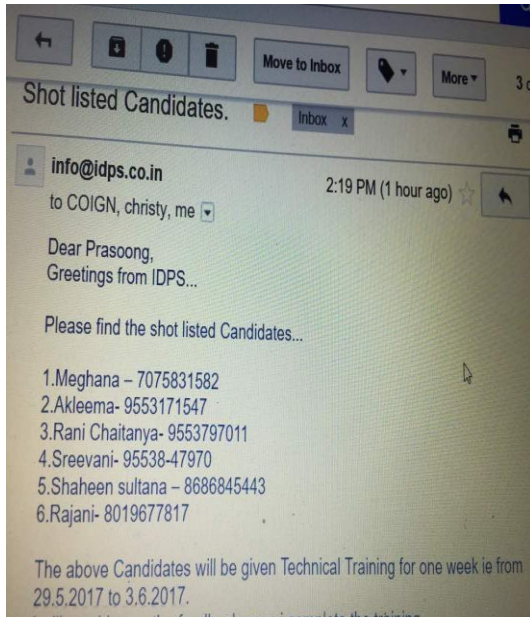 Move to Inbox
More
3
Shot listed Candidates.
Inbox x
info@idps.co.in
2:19 PM (1 hour ago)
to COIGN, christy, me
Dear Prasoong,
Greetings from IDPS...
Please find the shot listed Candidates...
1.Meghana – 7075831582
2.Akleema- 9553171547
3.Rani Chaitanya- 9553797011
4.Sreevani- 95538-47970
5.Shaheen sultana – 8686845443
6.Rajani- 8019677817
The above Candidates will be given Technical Training for one week ie from
29.5.2017 to 3.6.2017.